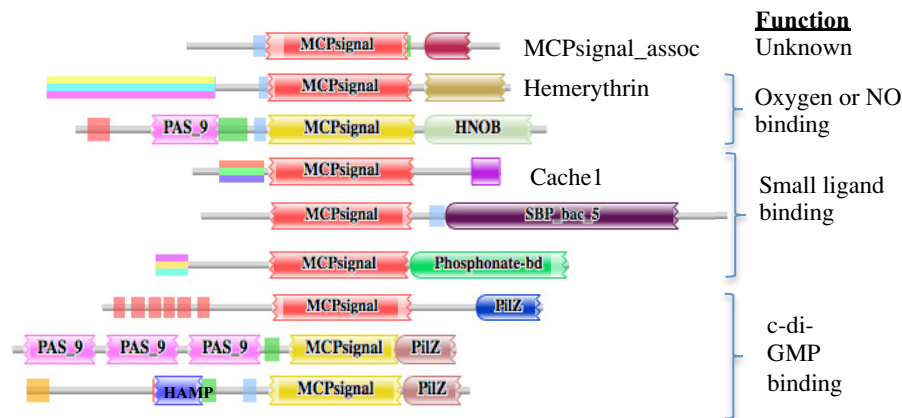 Function
MCPsignal
MCPsignal_assoc
Unknown
MCPsignal
Hemerythrin
Oxygen or NO
binding
PAS_9
MCPsignal
HNOB
MCPsignal
Cache1
Small ligand
binding
MCPsignal
SBP_bac_5
MCPsignal
Phosphonate-bd
MCPsignal
PilZ
c-di-
GMP
binding
PAS_9 PAS_9 PAS_9 MCPsignal PilZ
HAMP MCPsignal PilZ